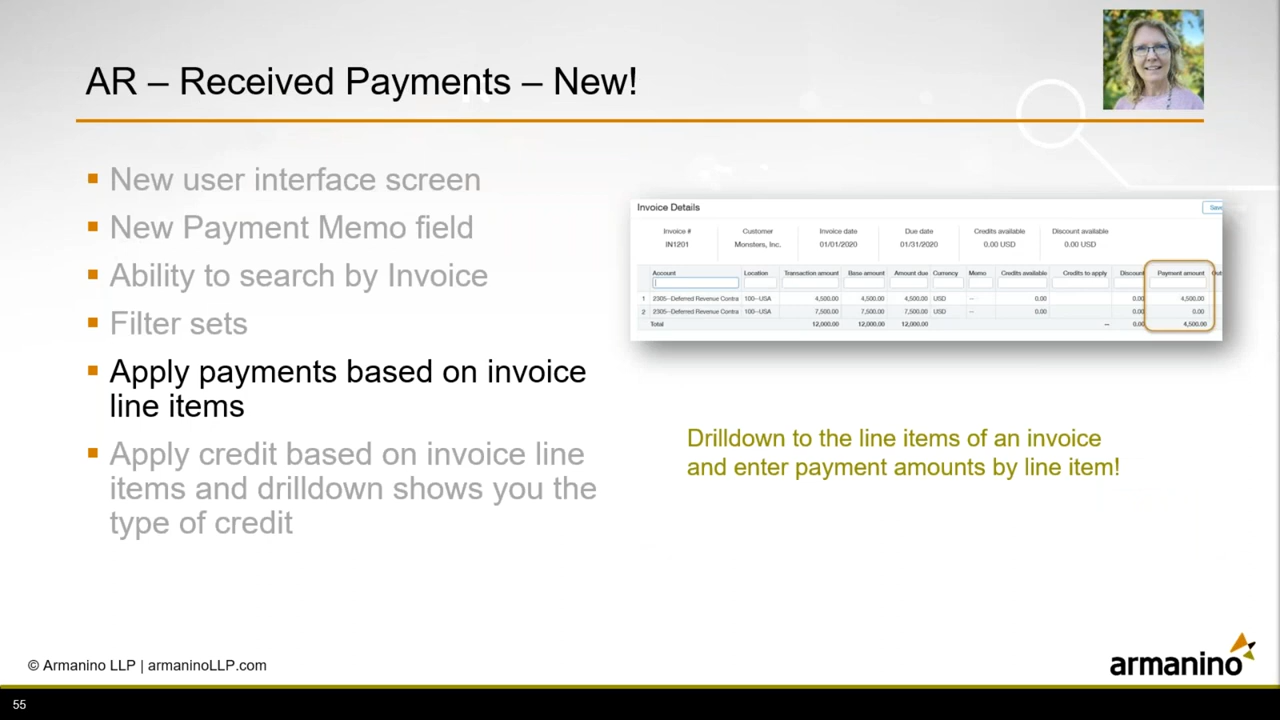 AR – Received Payments – New!
▪ New user interface screen
▪ New Payment Memo field
▪ Ability to search by Invoice
▪ Filter sets
▪ Apply payments based on invoice
line items
▪ Apply credit based on invoice line
items and drilldown shows you the
type of credit
Invoice Details
Invoice # Customer Invoice date Due date Credits available Discount available
IN1201 Monsters, Inc. 01/01/2020 01/31/2020 0.00 USD 0.00 USD
Account Location Transaction amount Base amount Amount due Currency Memo Credits available Credits to apply Discount Payment amount
1 2305--Deferred Revenue Contra 100--USA 4,500.00 4,500.00 4,500.00 USD -- 0.00 0.00 4,500.00
2 2305--Deferred Revenue Contra 100--USA 7,500.00 7,500.00 7,500.00 USD -- 0.00 0.00 0.00
Total 12,000.00 12,000.00 12,000.00 -- 0.00 4,500.00
Drilldown to the line items of an invoice
and enter payment amounts by line item!
© Armanino LLP | armaninoLLP.com
armanino
55